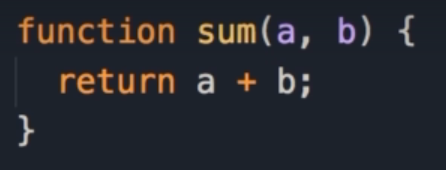 function sum(a, b) {
  return a + b;
}